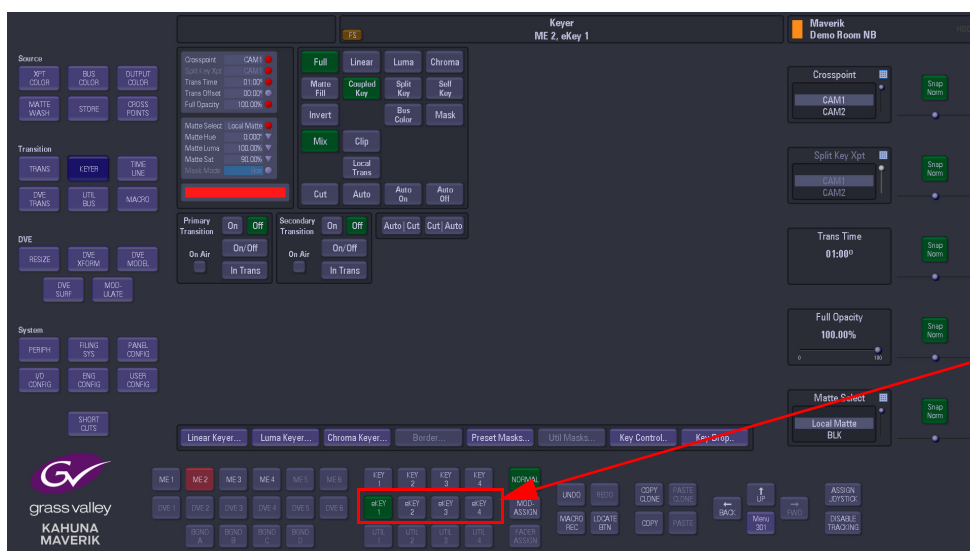 Keyer
FS
ME 2, eKey 1
Maverik
Demo Room NB
Source
XPT COLOR
BUS COLOR
OUTPUT COLOR
MATTE WASH
STORE
CROSS POINTS
Transition
TRANS
KEYER
TIME LINE
DVE TRANS
UTIL BUS
MACRO
DVE
RESIZE
DVE XFORM
DVE MODEL
DVE SURF
MOD-ULATE
System
PERIPH
FILING SYS
PANEL CONFIG
I/O CONFIG
ENG CONFIG
USER CONFIG
SHORT CUTS
Crosspoint CAM1
Split Key Xpt CAM1
Trans Time 01:00⁰
Trans Offset 00:00⁰
Full Opacity 100.00%
Matte Select Local Matte
Matte Hue 0.000°
Matte Luma 100.00%
Matte Sat 90.00%
Mask Mode Box
Full
Linear
Luma
Chroma
Matte Fill
Coupled Key
Split Key
Self Key
Invert
Bus Color
Mask
Mix
Clip
Local Trans
Cut
Auto
Auto On
Auto Off
Primary Transition
On
Off
Secondary Transition
On
Off
Auto|Cut
Cut|Auto
On Air
On/Off
In Trans
On Air
On/Off
In Trans
Crosspoint
CAM1
CAM2
Snap Norm
Split Key Xpt
CAM1
CAM2
Snap Norm
Trans Time
01:00⁰
Snap Norm
Full Opacity
100.00%
0 100
Snap Norm
Matte Select
Local Matte
BLK
Snap Norm
Linear Keyer...
Luma Keyer...
Chroma Keyer...
Border...
Preset Masks...
Util Masks...
Key Control..
Key Drop..
GV
grass valley
KAHUNA
MAVERIK
ME 1
ME 2
ME 3
ME 4
ME 5
ME 6
KEY 1
KEY 2
KEY 3
KEY 4
NORMAL
DVE 1
DVE 2
DVE 3
DVE 4
DVE 5
DVE 6
eKEY 1
eKEY 2
eKEY 3
eKEY 4
MOD-ASSIGN
BGND A
BGND B
BGND C
BGND D
UTIL 1
UTIL 2
UTIL 3
UTIL 4
FADER ASSIGN
UNDO
REDO
COPY CLONE
PASTE CLONE
MACRO REC
LOCATE BTN
COPY
PASTE
BACK
UP
Menu 301
FWD
ASSIGN JOYSTICK
DISABLE TRACKING